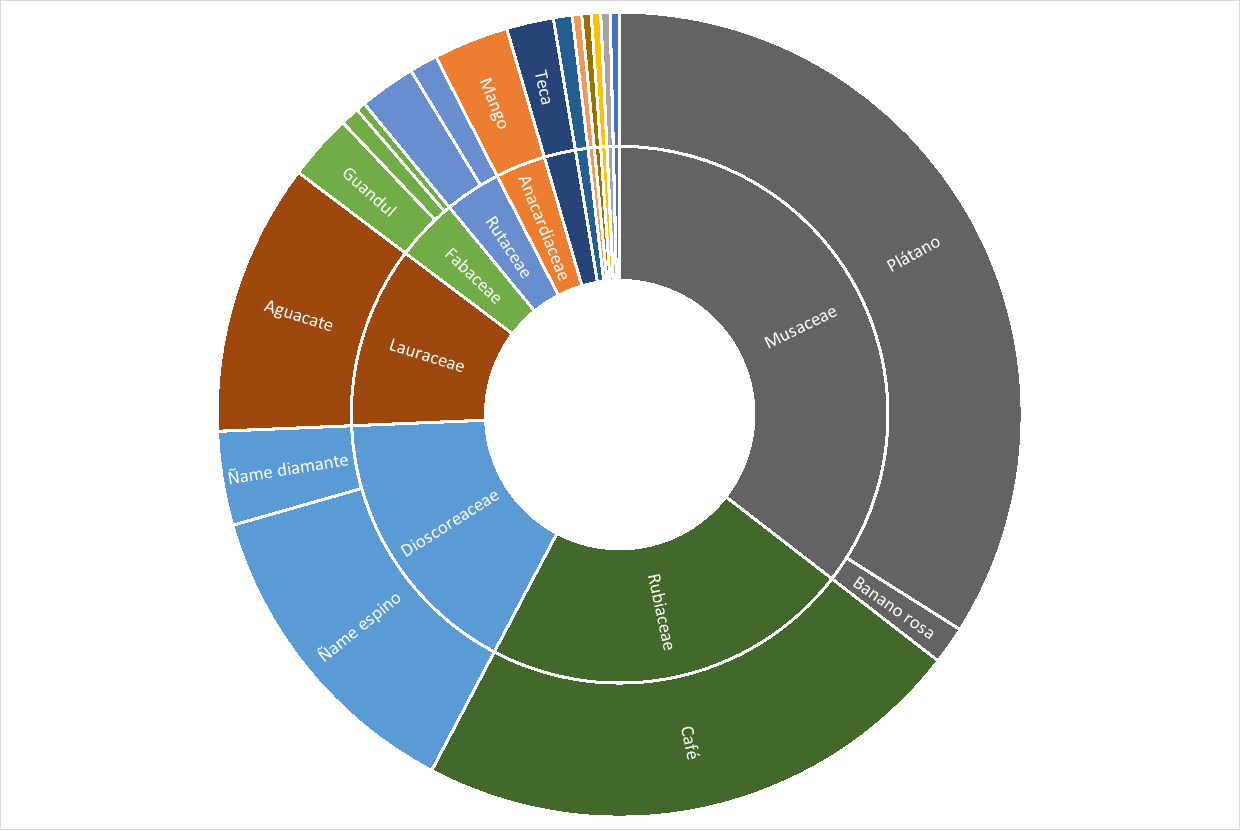 Plátano
Musaceae
Banano rosa
Rubiaceae
Café
Dioscoreaceae
Ñame espino
Ñame diamante
Lauraceae
Aguacate
Fabaceae
Guandul
Rutaceae
Anacardiaceae
Mango
Teca